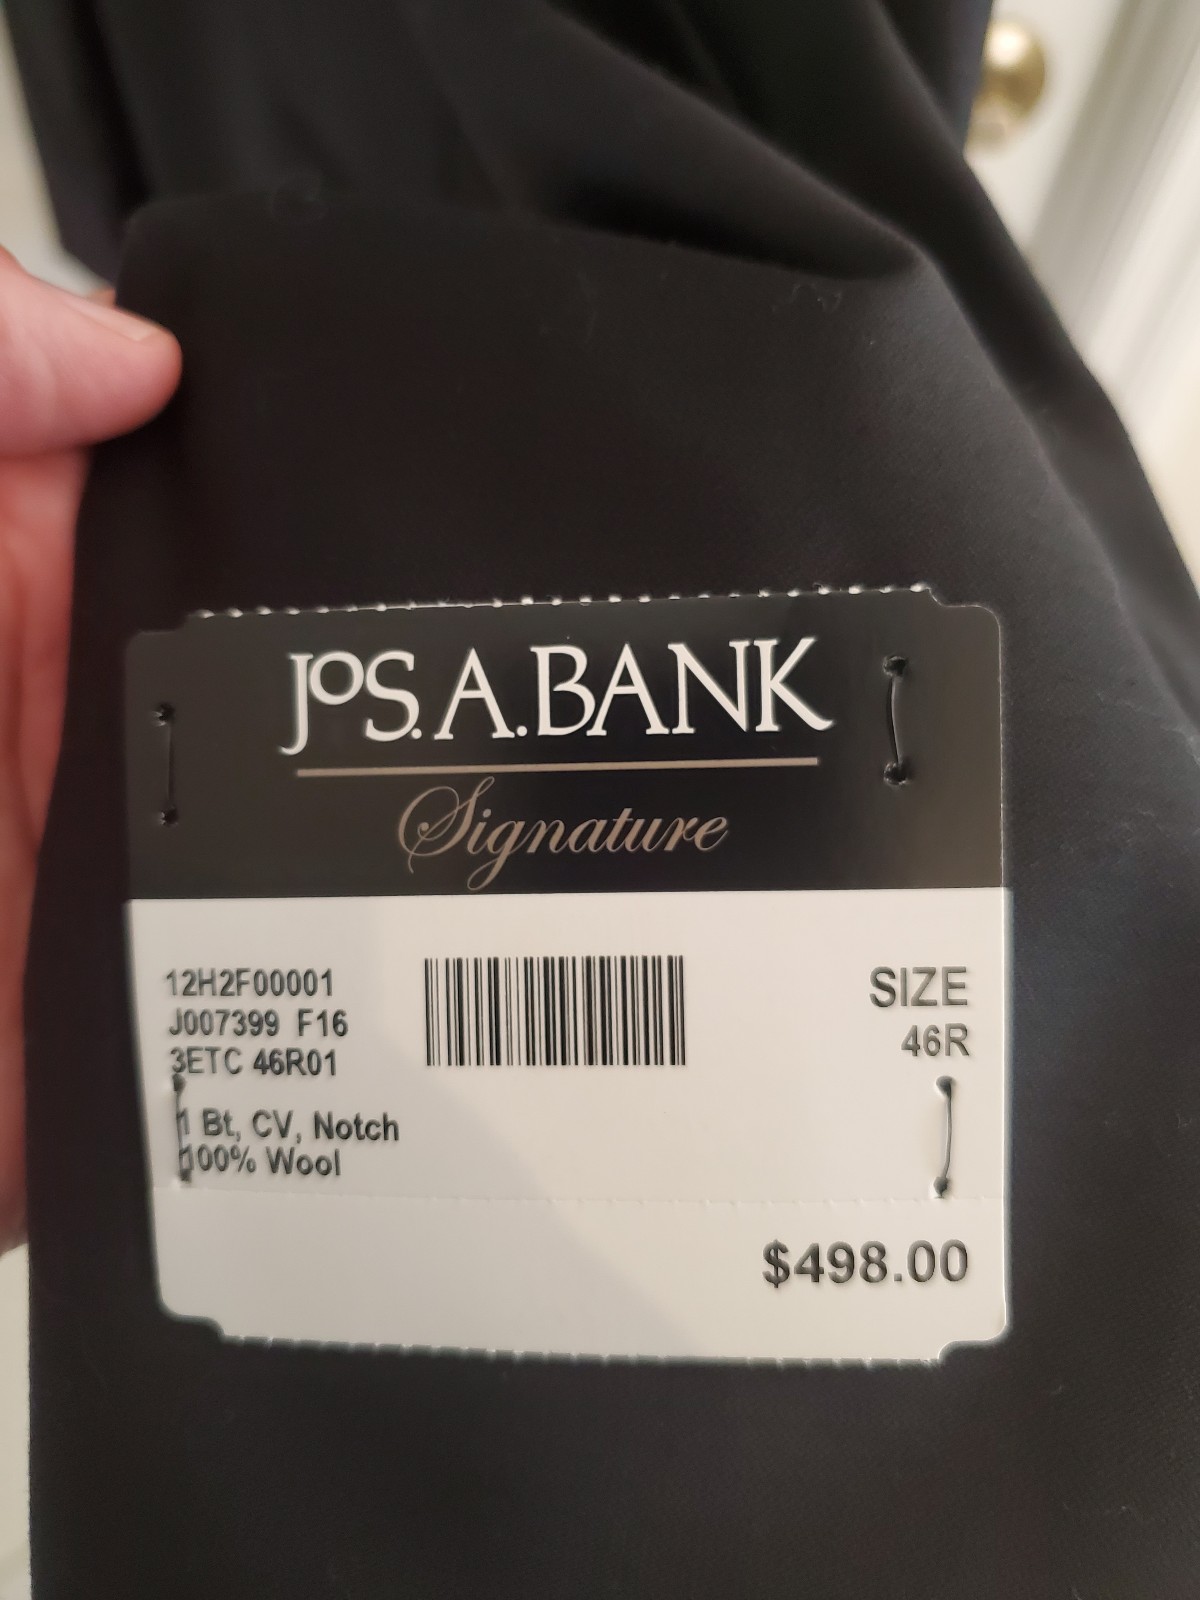 JOS. A. BANK
Signature
12H2F00001
J007399 F16
3ETC 46R01
1 Bt, CV, Notch
100% Wool
SIZE
46R
$498.00